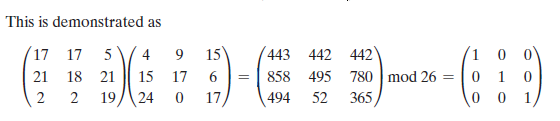 This is demonstrated as
( 17 17 5 ) ( 4 9 15 ) ( 443 442 442 ) ( 1 0 0 )
( 21 18 21 ) ( 15 17 6 ) = ( 858 495 780 ) mod 26 = ( 0 1 0 )
( 2 2 19 ) ( 24 0 17 ) ( 494 52 365 ) ( 0 0 1 )